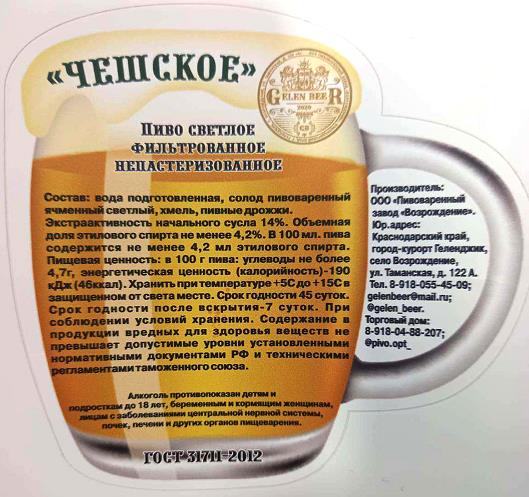 «ЧЕШСКОЕ»
GELEN BEER
2020
Пиво светлое
фильтрованное
непастеризованное
Состав: вода подготовленная, солод пивоваренный
ячменный светлый, хмель, пивные дрожжи.
Экстрактивность начального сусла 14%. Объемная
доля этилового спирта не менее 4,2%. В 100 мл. пива
содержится не менее 4,2 мл этилового спирта.
Пищевая ценность: в 100 г пива: углеводы не более
4,7г, энергетическая ценность (калорийность)-190
кДж (46ккал). Хранить при температуре +5С до +15С в
защищенном от света месте. Срок годности 45 суток.
Срок годности после вскрытия-7 суток. При
соблюдении условий хранения. Содержание в
продукции вредных для здоровья веществ не
превышает допустимые уровни установленными
нормативными документами РФ и техническими
регламентами таможенного союза.
Алкоголь противопоказан детям и
подросткам до 18 лет, беременным и кормящим женщинам,
лицам с заболеваниями центральной нервной системы,
почек, печени и других органов пищеварения.
ГОСТ 31711-2012
Производитель:
ООО «Пивоваренный
завод «Возрождение».
Юр.адрес:
Краснодарский край,
город-курорт Геленджик,
село Возрождение,
ул. Таманская, д. 122 А.
Тел. 8-918-055-45-09;
gelenbeer@mail.ru;
@gelen_beer.
Торговый дом:
8-918-04-88-207;
@pivo.opt_